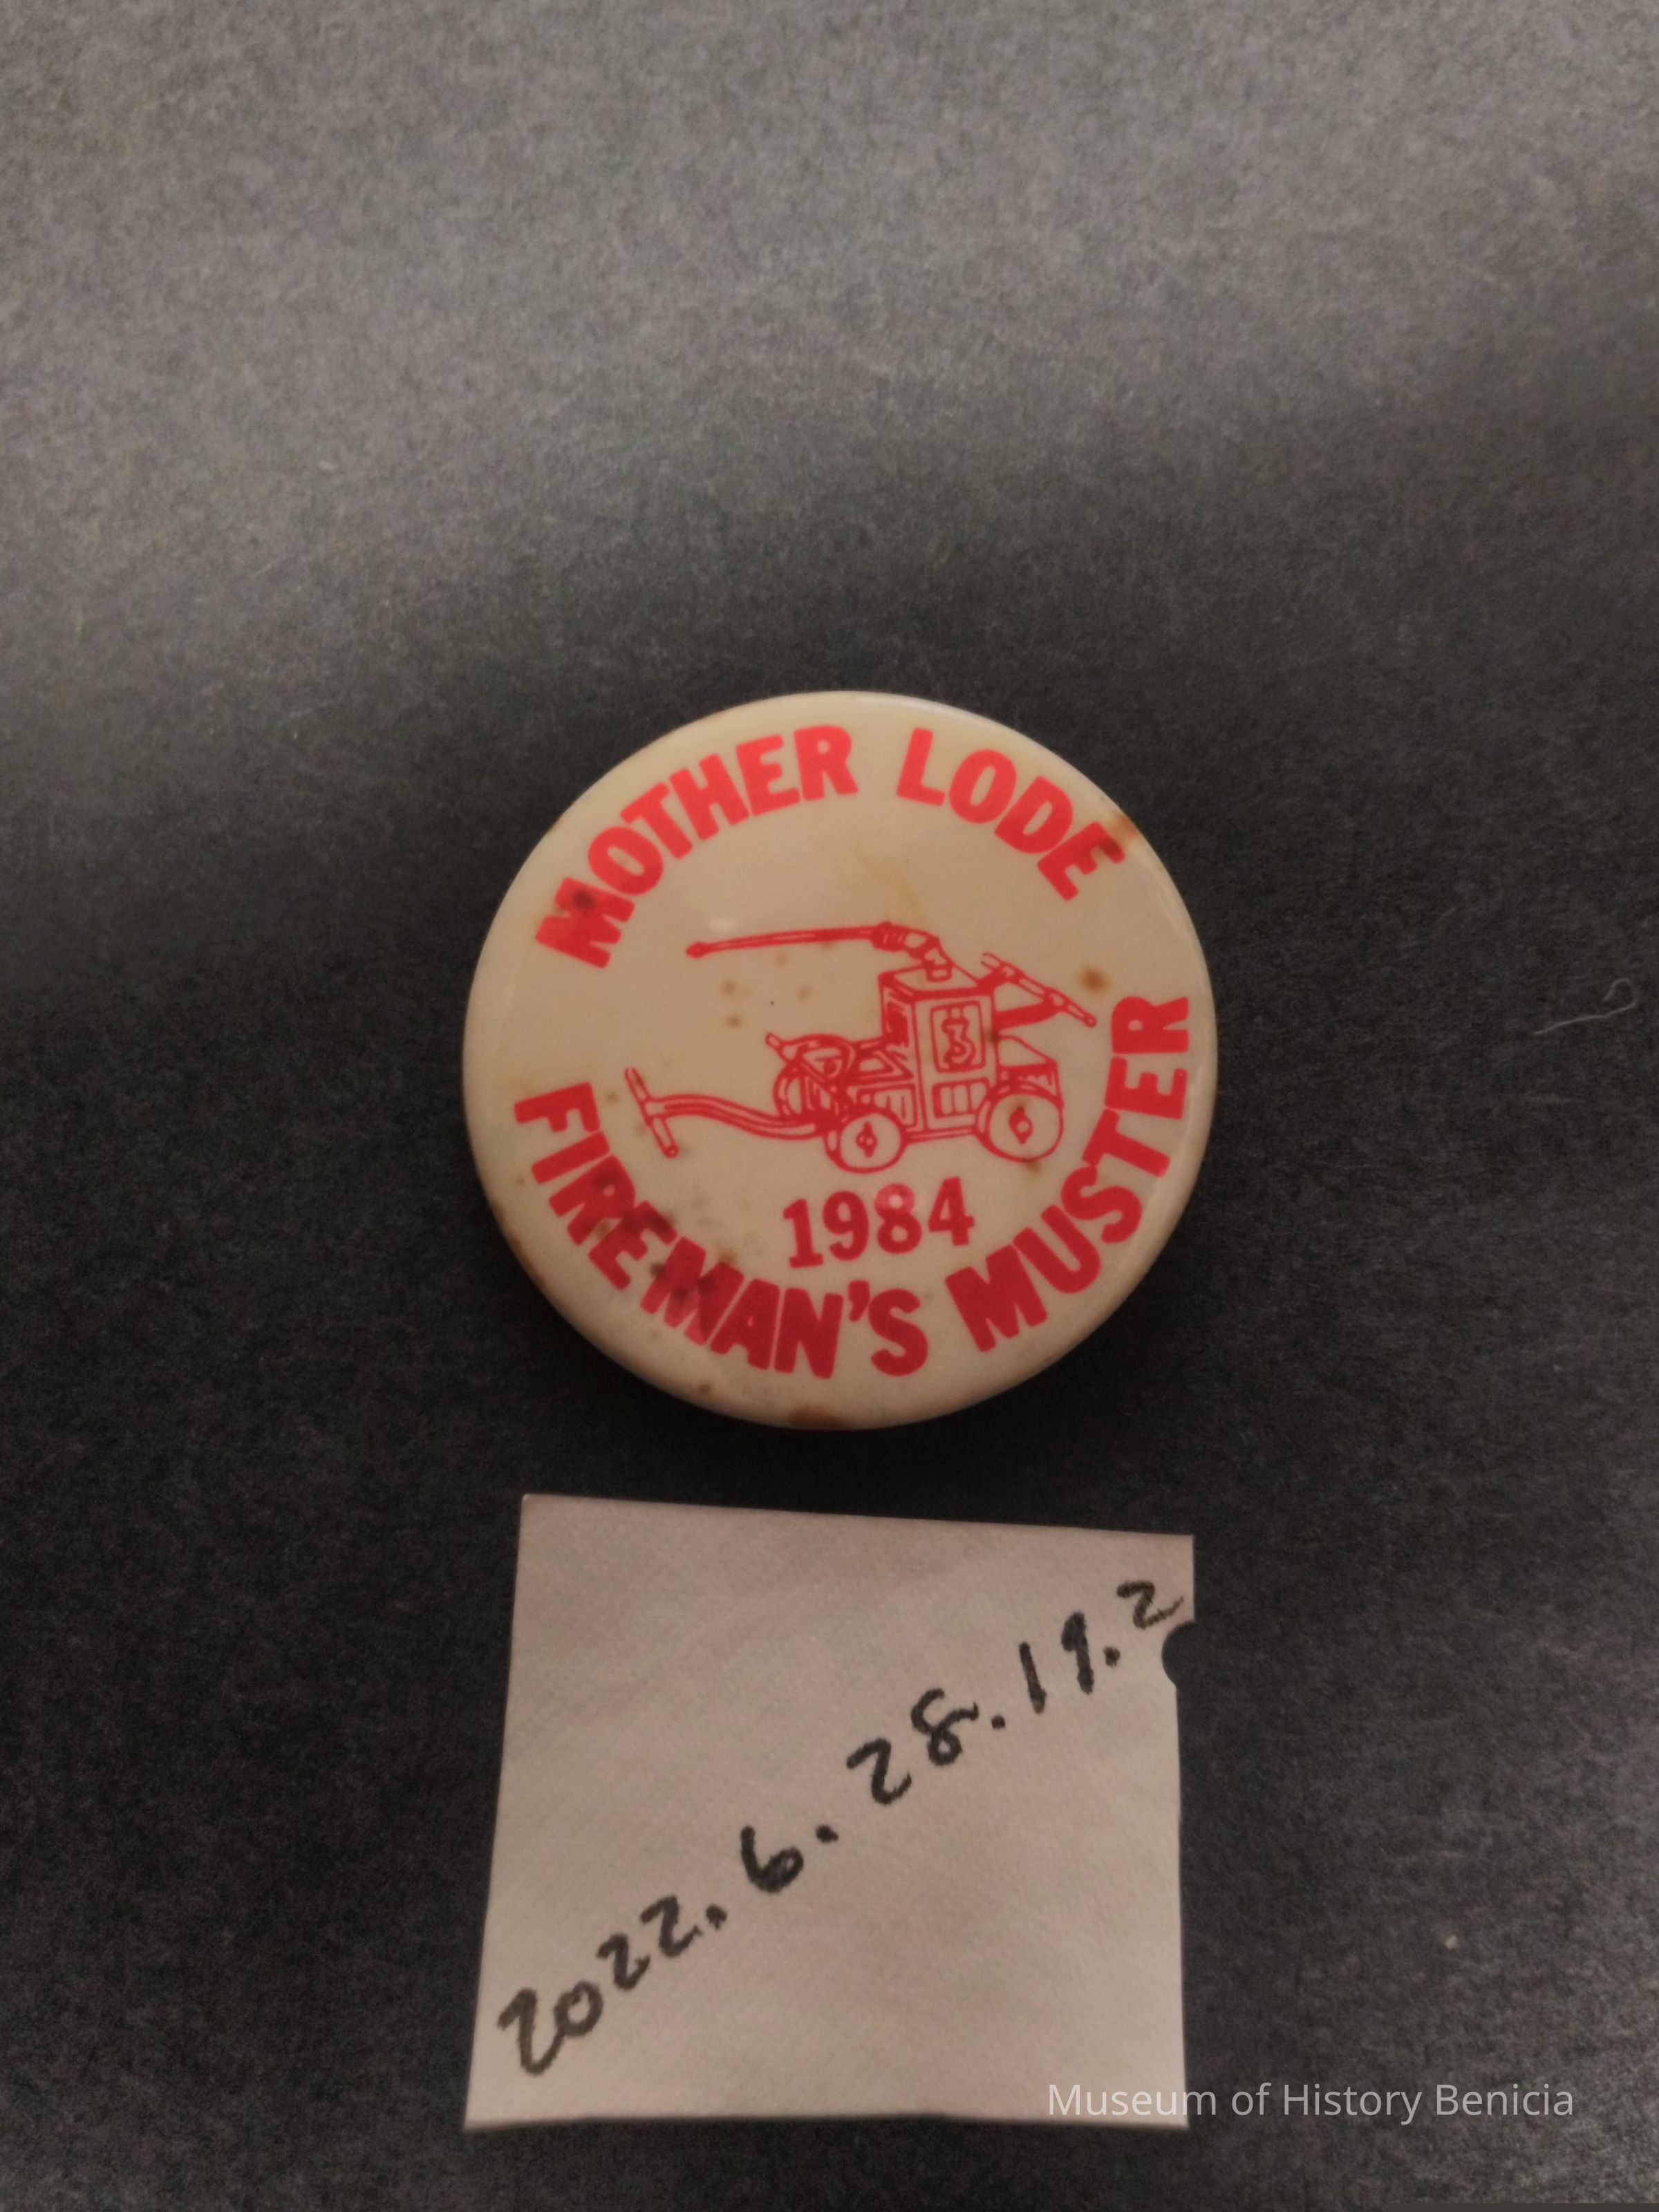 MOTHER LODE
1984
FIREMAN'S MUSTER
2022.6.28.19.2
Museum of History Benicia